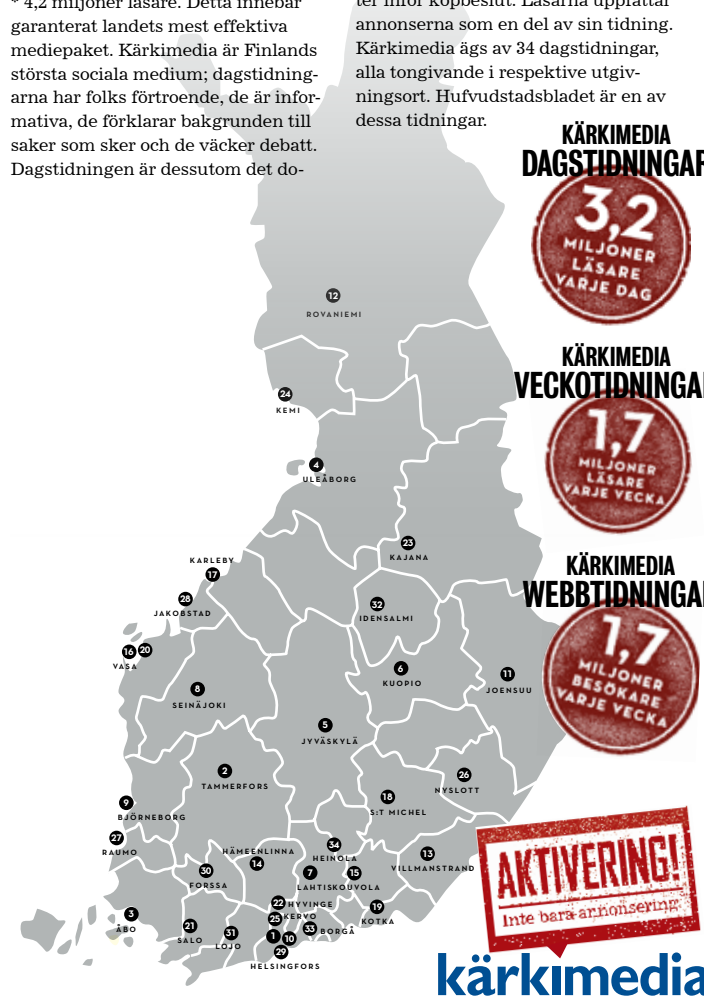 * 4,2 miljoner läsare. Detta innebär
garanterat landets mest effektiva
mediepaket. Kärkimedia är Finlands
största sociala medium; dagstidning-
arna har folks förtroende, de är infor-
mativa, de förklarar bakgrunden till
saker som sker och de väcker debatt.
Dagstidningen är dessutom det do-
ter inför köpbeslut. Läsarna uppfattar
annonserna som en del av sin tidning.
Kärkimedia ägs av 34 dagstidningar,
alla tongivande i respektive utgiv-
ningsort. Hufvudstadsbladet är en av
dessa tidningar.
KÄRKIMEDIA
DAGSTIDNINGAR
3,2
MILJONER
LÄSARE
VARJE DAG
KÄRKIMEDIA
VECKOTIDNINGAR
1,7
MILJONER
LÄSARE
VARJE VECKA
KÄRKIMEDIA
WEBBTIDNINGAR
1,7
MILJONER
BESÖKARE
VARJE VECKA
12
ROVANIEMI
24
KEMI
4
ULEÅBORG
23
KAJANA
KARLEBY
17
28
JAKOBSTAD
32
IDENSALMI
16 20
VASA
6
KUOPIO
11
JOENSUU
8
SEINÄJOKI
5
JYVÄSKYLÄ
2
TAMMERFORS
26
NYSLOTT
18
S:T MICHEL
9
BJÖRNEBORG
27
RAUMO
HÄMEENLINNA
14
34
HEINOLA
13
VILLMANSTRAND
30
FORSSA
7
LAHTIS
15
KOUVOLA
22 HYVINGE
25 KERVO
19
KOTKA
3
ÅBO
21
SALO
31
LOJO
1 10
33 BORGÅ
29
HELSINGFORS
AKTIVERING!
Inte bara annonsering
kärkimedia